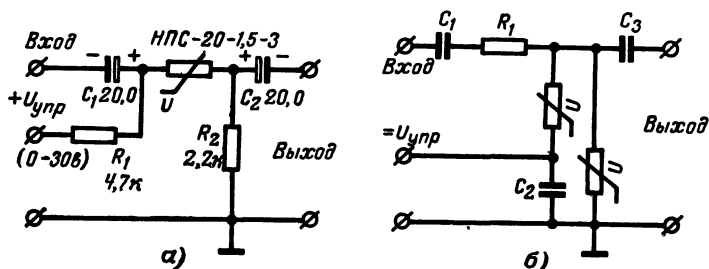 Вход
НПС-20-1,5-3
− +
+ −
C₁ 20,0
U
C₂ 20,0
+Uупр
(0-30в)
R₁
4,7к
R₂
2,2к
Выход
а)
C₁
R₁
C₃
Вход
U
=Uупр
C₂
U
Выход
б)